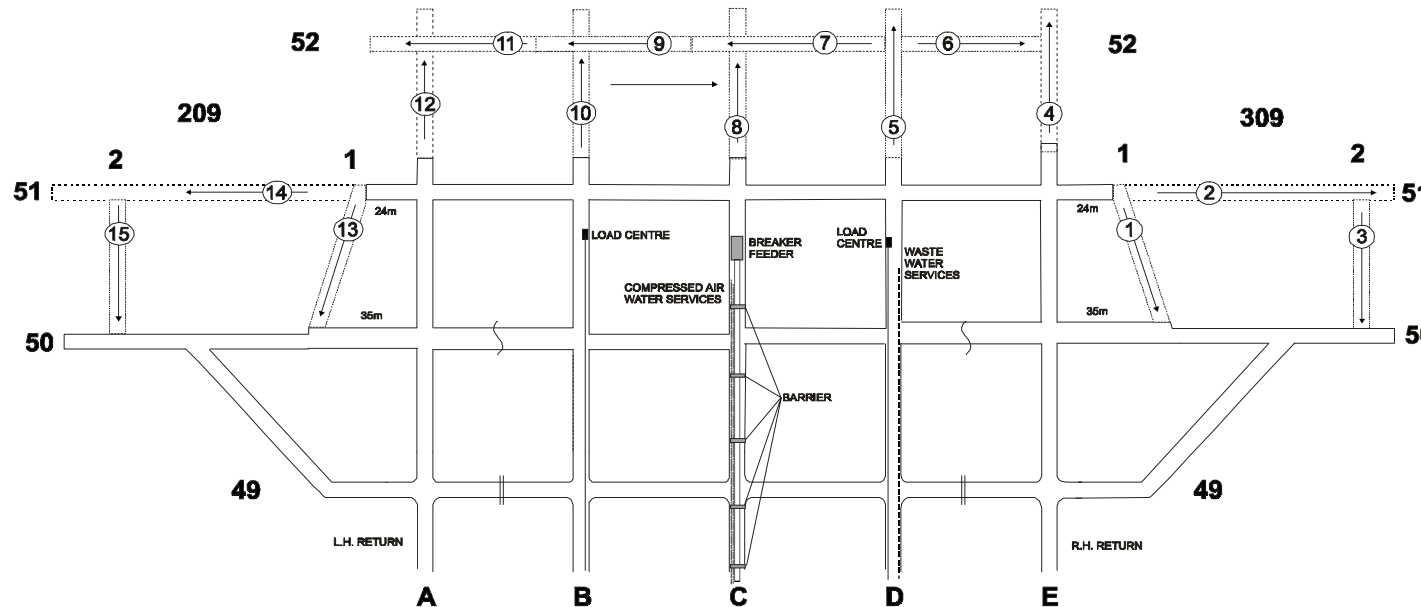 52
11
9
7
6
52
12
10
8
5
4
209
309
2
1
1
2
51
14
2
51
24m
24m
15
13
1
3
LOAD CENTRE
BREAKER
FEEDER
LOAD
CENTRE
WASTE
WATER
SERVICES
COMPRESSED AIR
WATER SERVICES
35m
35m
50
50
BARRIER
49
49
L.H. RETURN
R.H. RETURN
A
B
C
D
E